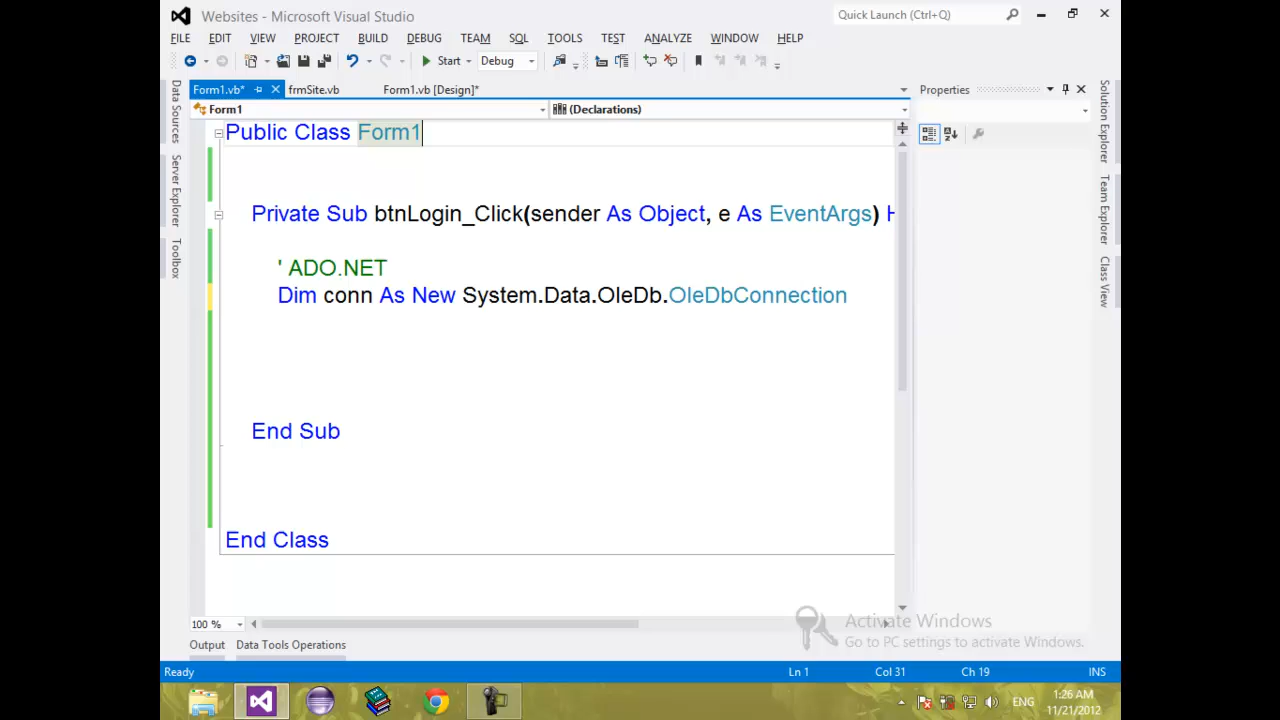 Websites - Microsoft Visual Studio
Quick Launch (Ctrl+Q)
FILE EDIT VIEW PROJECT BUILD DEBUG TEAM SQL TOOLS TEST ANALYZE WINDOW HELP
Start Debug
Form1.vb* frmSite.vb Form1.vb [Design]*
Properties
Form1 (Declarations)
Data Sources
Server Explorer
Toolbox
Solution Explorer
Team Explorer
Class View
Public Class Form1
Private Sub btnLogin_Click(sender As Object, e As EventArgs) H
' ADO.NET
Dim conn As New System.Data.OleDb.OleDbConnection
End Sub
End Class
100 %
Activate Windows
Go to PC settings to activate Windows.
Output Data Tools Operations
Ready Ln 1 Col 31 Ch 19 INS
ENG
1:26 AM
11/21/2012